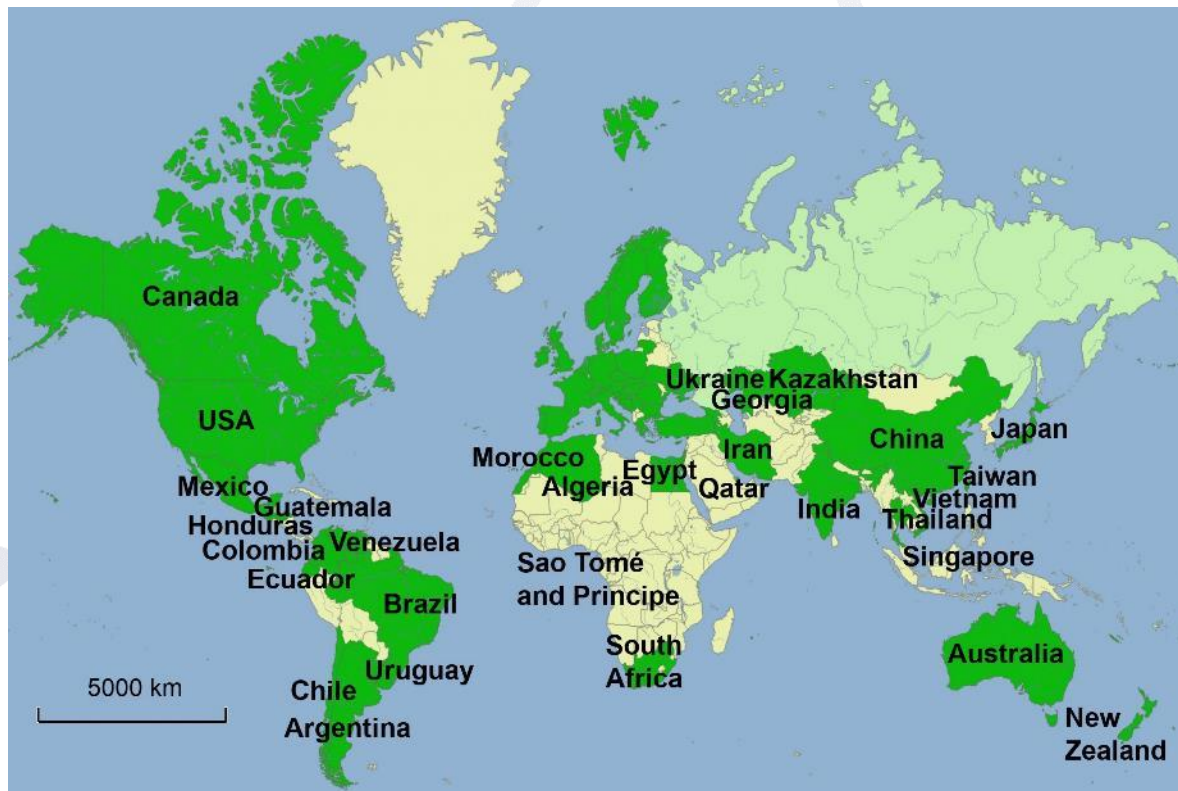 Canada
Ukraine
Kazakhstan
Georgia
USA
China
Japan
Iran
Morocco
Egypt
Taiwan
Mexico
Algeria
Qatar
Vietnam
Guatemala
India
Thailand
Honduras
Colombia
Venezuela
Singapore
Ecuador
Sao Tomé
and Principe
Brazil
South
Africa
Australia
Uruguay
5000 km
Chile
Argentina
New
Zealand